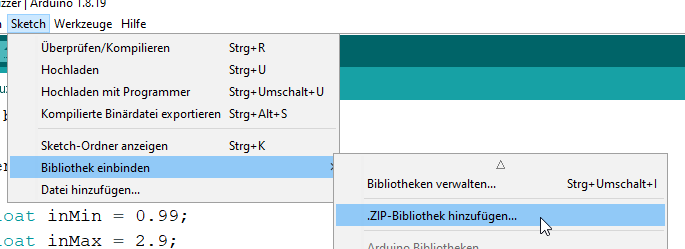 izzer | Arduino 1.8.19
Sketch Werkzeuge Hilfe
Überprüfen/Kompilieren Strg+R
Hochladen Strg+U
Hochladen mit Programmer Strg+Umschalt+U
Kompilierte Binärdatei exportieren Strg+Alt+S
Sketch-Ordner anzeigen Strg+K
Bibliothek einbinden
Bibliotheken verwalten... Strg+Umschalt+I
Datei hinzufügen...
.ZIP-Bibliothek hinzufügen...
loat inMin = 0.99;
loat inMax = 2.9;
Arduino Bibliotheken